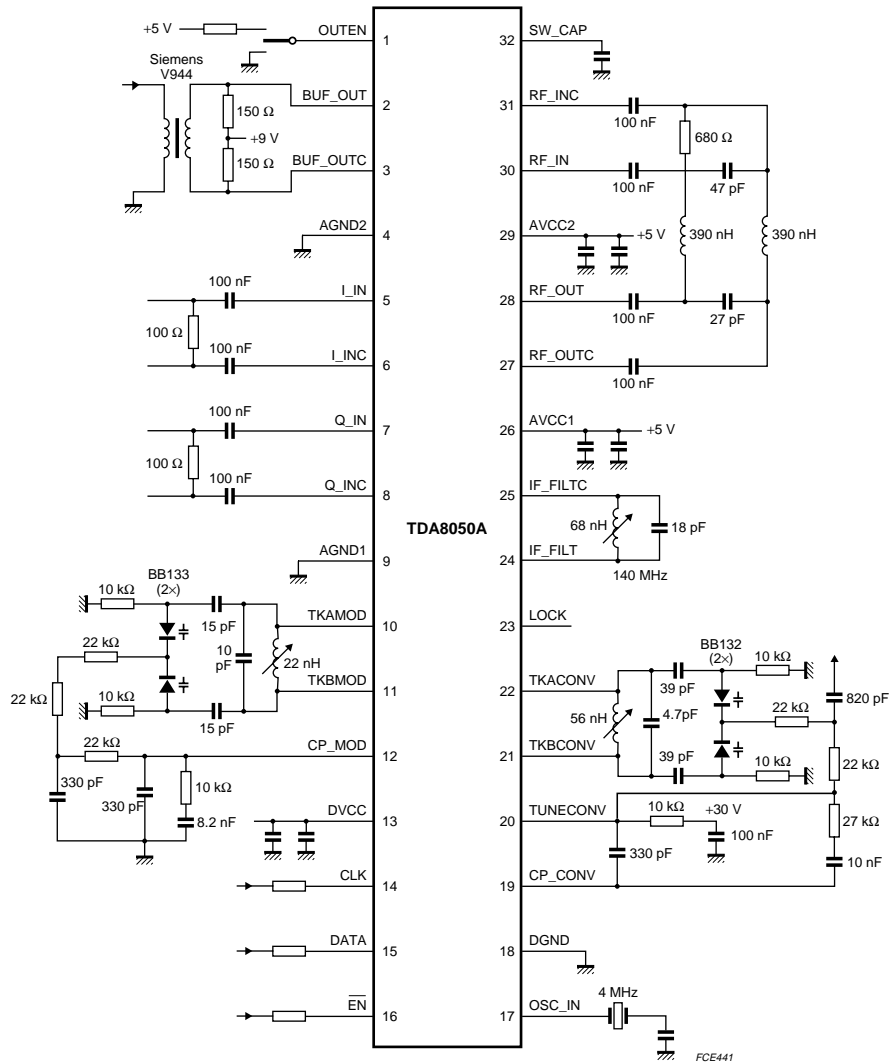 +5 V
OUTEN
1
Siemens
V944
BUF_OUT
2
150 Ω
+9 V
150 Ω
BUF_OUTC
3
AGND2
4
100 nF
I_IN
5
100 Ω
I_INC
6
100 nF
100 nF
Q_IN
7
100 Ω
100 nF
Q_INC
8
AGND1
9
BB133
(2×)
10 kΩ
15 pF
TKAMOD
10
22 kΩ
10
pF
22 nH
22 kΩ
10 kΩ
TKBMOD
11
15 pF
22 kΩ
CP_MOD
12
330 pF
330 pF
10 kΩ
8.2 nF
DVCC
13
CLK
14
DATA
15
EN
16
TDA8050A
32
SW_CAP
31
RF_INC
100 nF
680 Ω
30
RF_IN
100 nF
47 pF
29
AVCC2
+5 V
390 nH
390 nH
28
RF_OUT
100 nF
27 pF
27
RF_OUTC
100 nF
26
AVCC1
+5 V
25
IF_FILTC
68 nH
18 pF
24
IF_FILT
140 MHz
23
LOCK
BB132
(2×)
10 kΩ
22
TKACONV
39 pF
820 pF
56 nH
4.7pF
22 kΩ
21
TKBCONV
39 pF
10 kΩ
22 kΩ
20
TUNECONV
10 kΩ
+30 V
27 kΩ
330 pF
100 nF
10 nF
19
CP_CONV
18
DGND
4 MHz
17
OSC_IN
FCE441